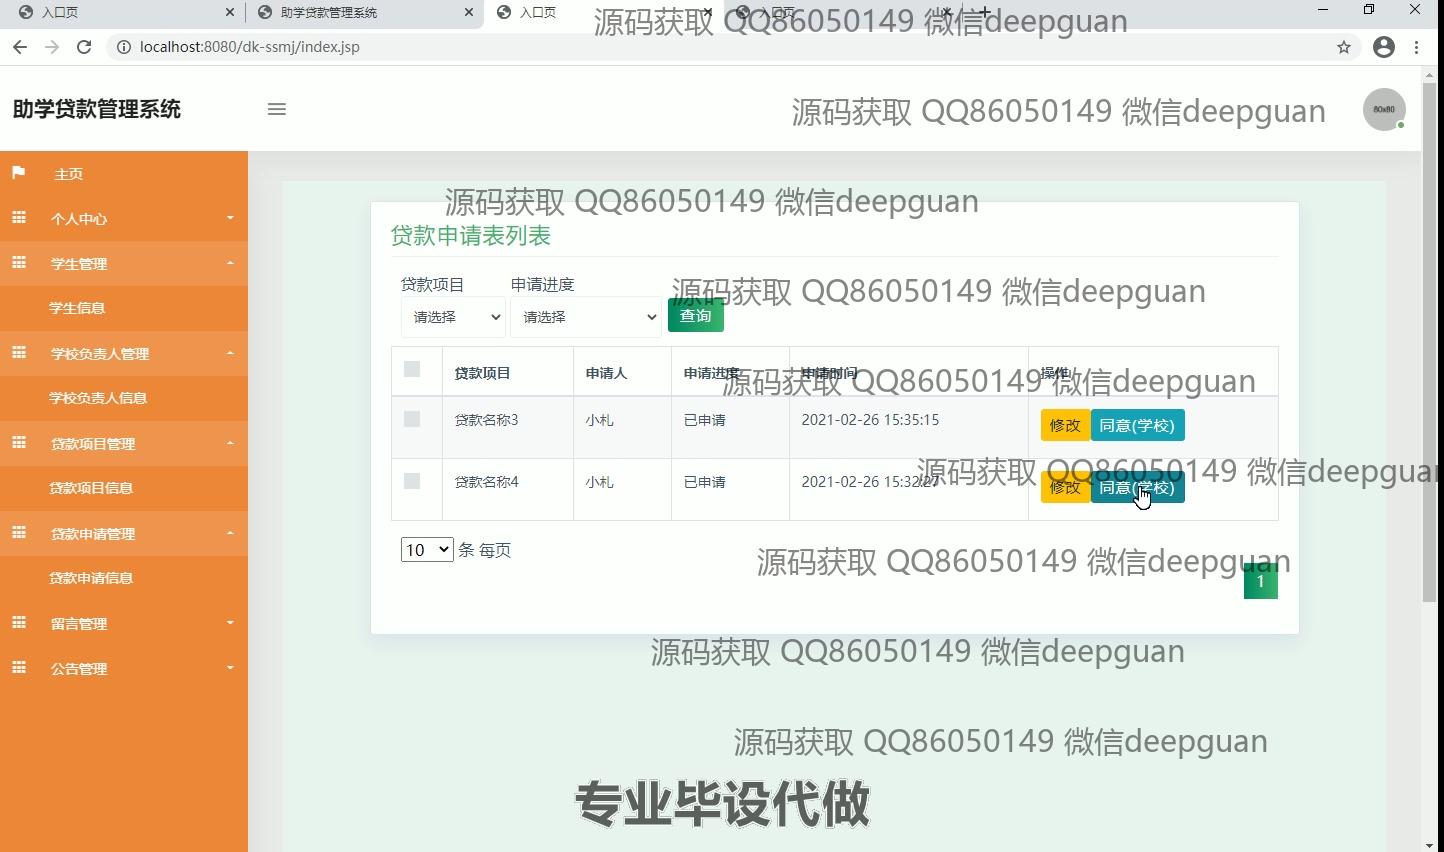 入口页
助学贷款管理系统
入口页
入口页
源码获取 QQ86050149 微信deepguan
localhost:8080/dk-ssmj/index.jsp
助学贷款管理系统
源码获取 QQ86050149 微信deepguan
80x80
主页
个人中心
源码获取 QQ86050149 微信deepguan
贷款申请表列表
学生管理
学生信息
贷款项目
申请进度
源码获取 QQ86050149 微信deepguan
请选择
请选择
查询
学校负责人管理
学校负责人信息
贷款项目
申请人
申请进度
申请时间
操作
源码获取 QQ86050149 微信deepguan
贷款名称3
小札
已申请
2021-02-26 15:35:15
修改
同意(学校)
贷款项目管理
贷款项目信息
源码获取 QQ86050149 微信deepguan
贷款名称4
小札
已申请
2021-02-26 15:32:27
修改
同意(学校)
贷款申请管理
贷款申请信息
10
条 每页
源码获取 QQ86050149 微信deepguan
1
留言管理
源码获取 QQ86050149 微信deepguan
公告管理
源码获取 QQ86050149 微信deepguan
专业毕设代做